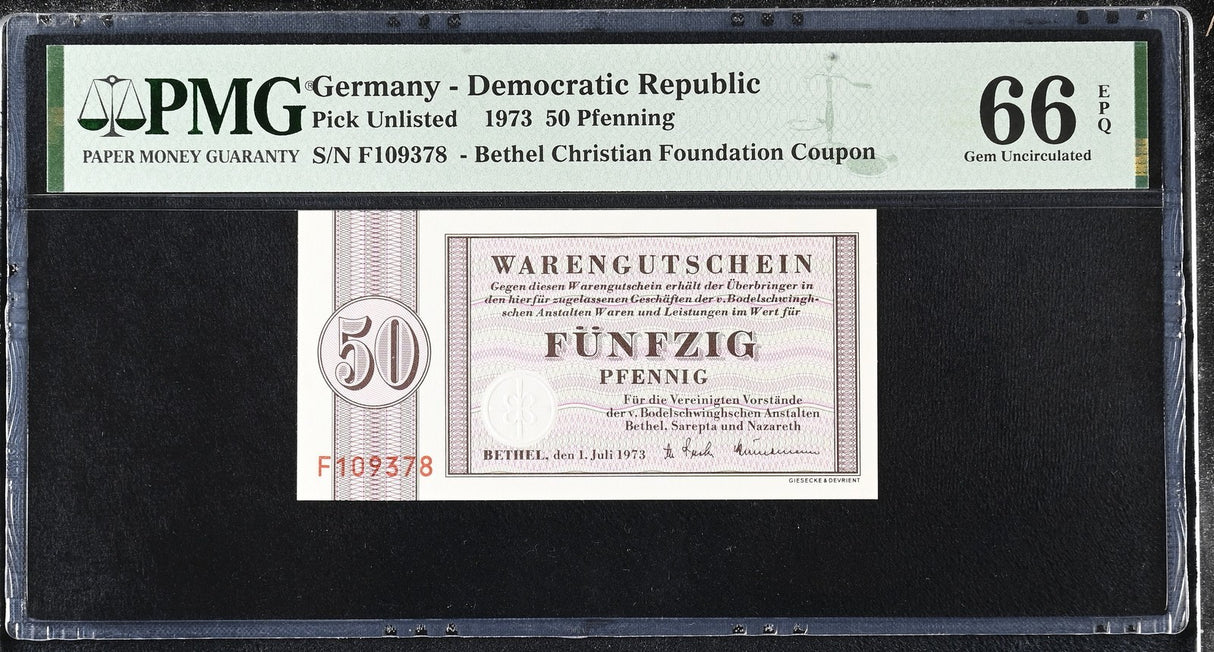 PMG®
PAPER MONEY GUARANTY
Germany - Democratic Republic
Pick Unlisted 1973 50 Pfenning
S/N F109378 - Bethel Christian Foundation Coupon
66
EPQ
Gem Uncirculated
50
F109378
WARENGUTSCHEIN
Gegen diesen Warengutschein erhält der Überbringer in
den hierfür zugelassenen Geschäften der v. Bodelschwingh-
schen Anstalten Waren und Leistungen im Wert für
FÜNFZIG
PFENNIG
Für die Vereinigten Vorstände
der v. Bodelschwinghschen Anstalten
Bethel, Sarepta und Nazareth
BETHEL, den 1. Juli 1973
GIESECKE & DEVRIENT